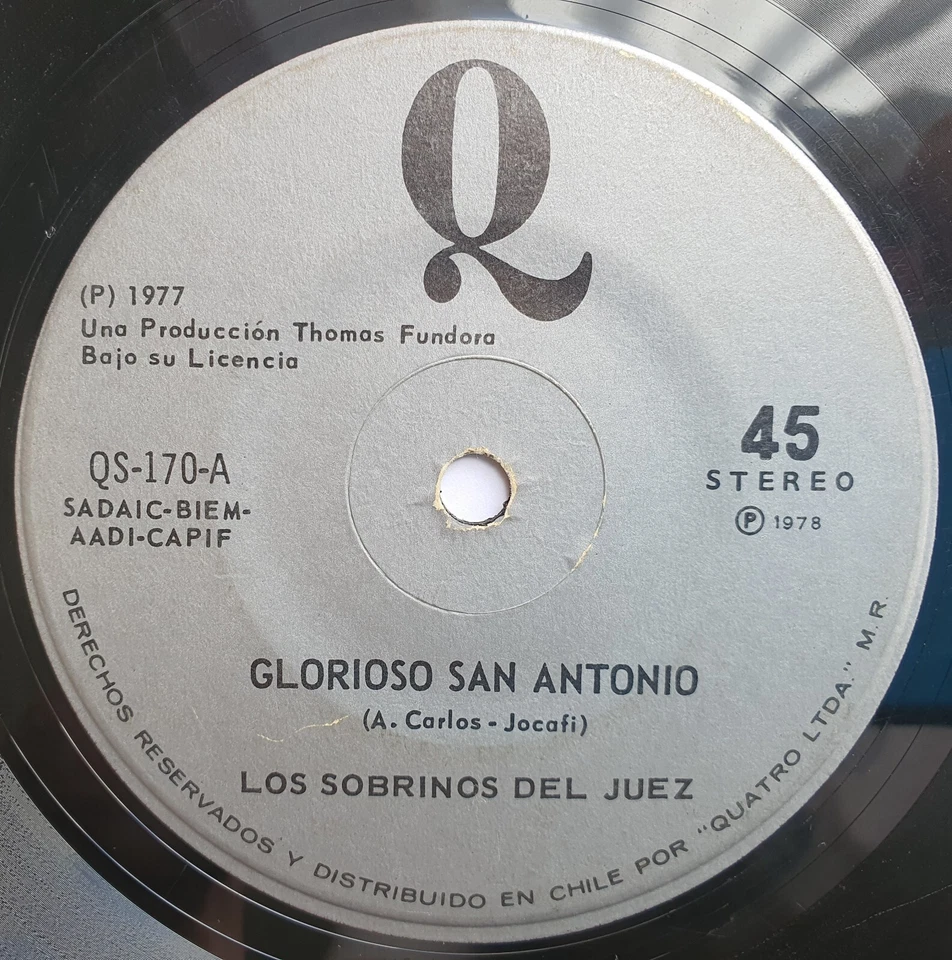 Q
(P) 1977
Una Producción Thomas Fundora
Bajo su Licencia
45
STEREO
Ⓟ 1978
QS-170-A
SADAIC-BIEM-
AADI-CAPIF
GLORIOSO SAN ANTONIO
(A. Carlos - Jocafi)
LOS SOBRINOS DEL JUEZ
DERECHOS RESERVADOS Y DISTRIBUIDO EN CHILE POR "QUATRO LTDA." M. R.